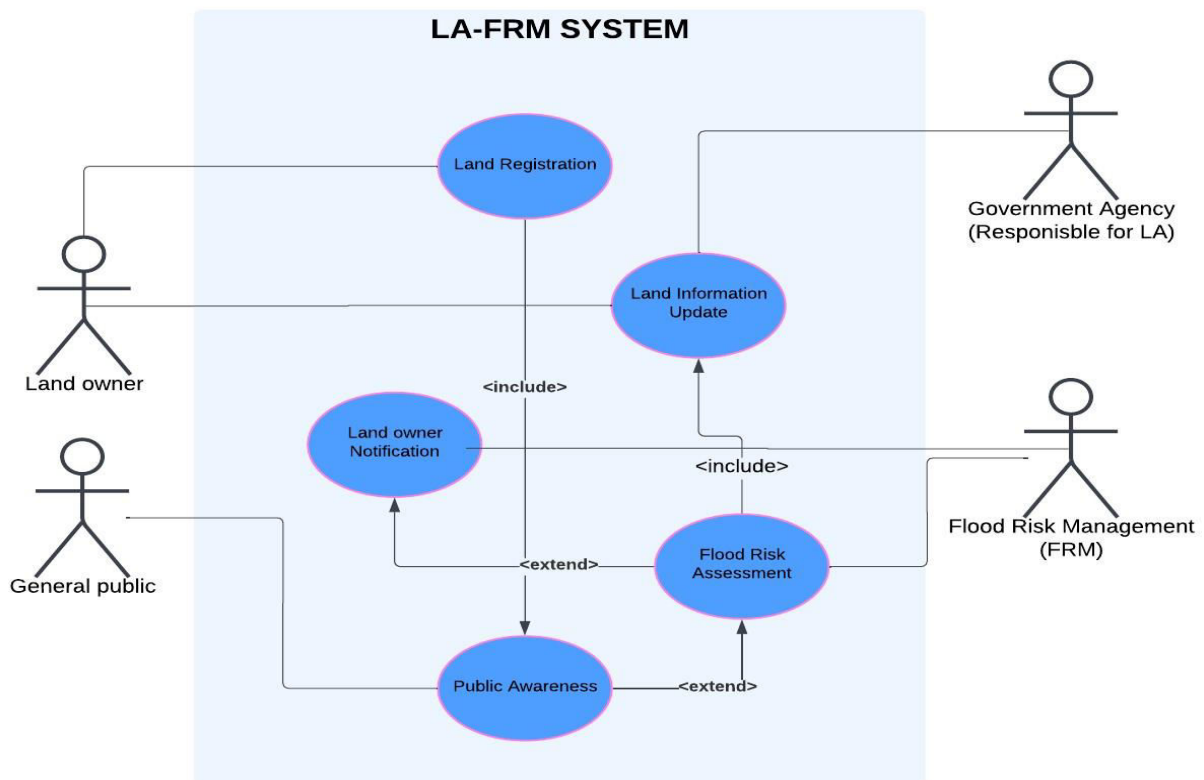 LA-FRM SYSTEM
Land Registration
Government Agency
(Responisble for LA)
Land Information
Update
Land owner
<include>
Land owner
Notification
<include>
General public
Flood Risk Management
(FRM)
Flood Risk
Assessment
<extend>
Public Awareness
<extend>